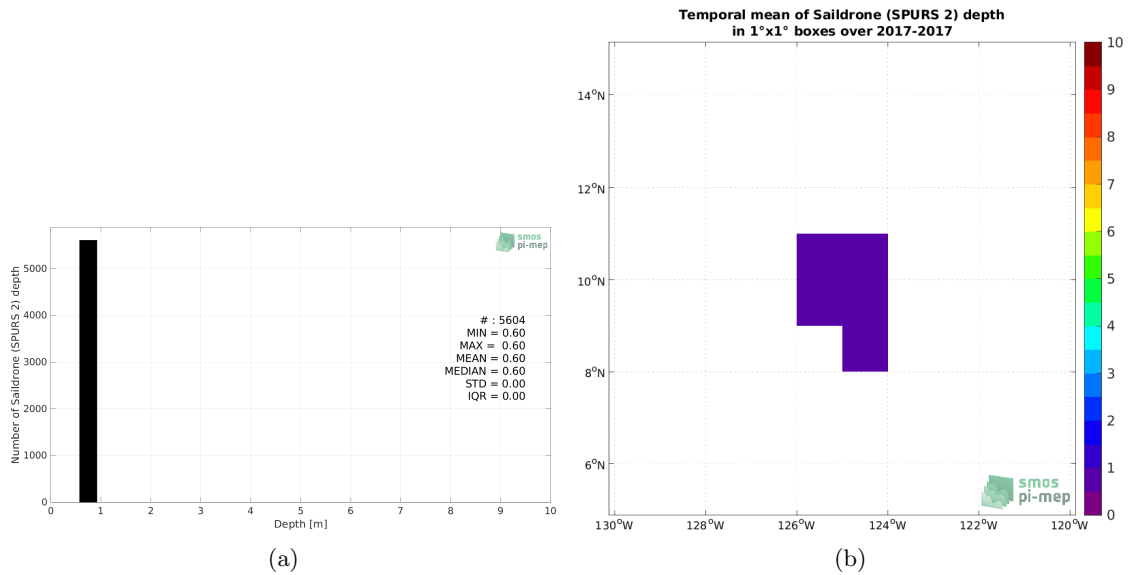 Number of Saildrone (SPURS 2) depth
5000
4000
3000
2000
1000
0
0 1 2 3 4 5 6 7 8 9 10
Depth [m]
smos
pi-mep
# : 5604
MIN = 0.60
MAX = 0.60
MEAN = 0.60
MEDIAN = 0.60
STD = 0.00
IQR = 0.00
(a)
Temporal mean of Saildrone (SPURS 2) depth
in 1°x1° boxes over 2017-2017
14°N
12°N
10°N
8°N
6°N
130°W 128°W 126°W 124°W 122°W 120°W
smos
pi-mep
10
9
8
7
6
5
4
3
2
1
0
(b)